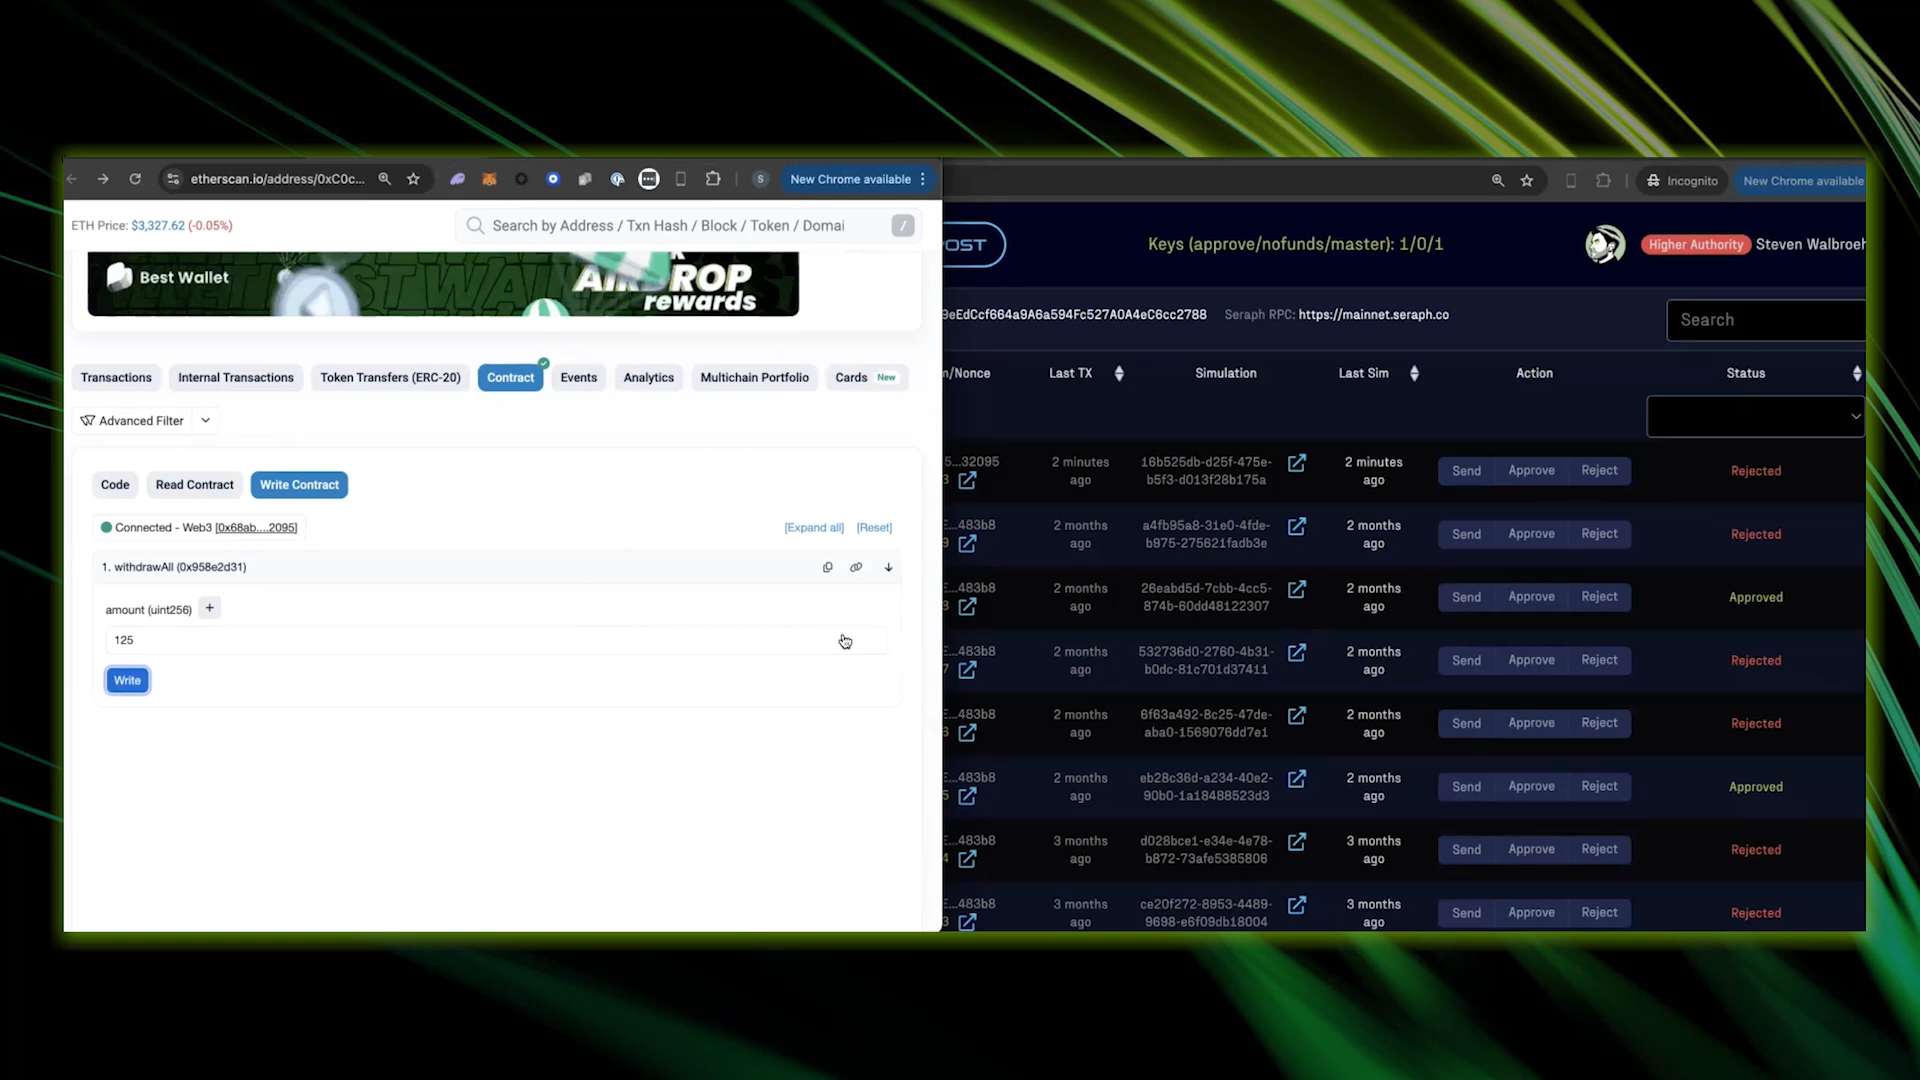 etherscan.io/address/0xC0c...
S
New Chrome available
ETH Price: $3,327.62 (-0.05%)
Search by Address / Txn Hash / Block / Token / Domai
/
Best Wallet
rewards
Transactions
Internal Transactions
Token Transfers (ERC-20)
Contract
Events
Analytics
Multichain Portfolio
Cards New
Advanced Filter
Code
Read Contract
Write Contract
Connected - Web3 [0x68ab....2095]
[Expand all] [Reset]
1. withdrawAll (0x958e2d31)
amount (uint256) +
125
Write
Incognito
New Chrome available
OST
Keys (approve/nofunds/master): 1/0/1
Higher Authority Steven Walbroeh
9eEdCcf664a9A6a594Fc527A0A4eC6cc2788 Seraph RPC: https://mainnet.seraph.co
Search
/Nonce
Last TX
Simulation
Last Sim
Action
Status
5...32095
3
2 minutes
ago
16b525db-d25f-475e-
b5f3-d013f28b175a
2 minutes
ago
Send Approve Reject
Rejected
E...483b8
9
2 months
ago
a4fb95a8-31e0-4fde-
b975-275621fadb3e
2 months
ago
Send Approve Reject
Rejected
E...483b8
8
2 months
ago
26eabd5d-7cbb-4cc5-
874b-60dd48122307
2 months
ago
Send Approve Reject
Approved
E...483b8
7
2 months
ago
532736d0-2760-4b31-
b0dc-81c701d37411
2 months
ago
Send Approve Reject
Rejected
E...483b8
6
2 months
ago
6f63a492-8c25-47de-
aba0-1569076dd7e1
2 months
ago
Send Approve Reject
Rejected
E...483b8
5
2 months
ago
eb28c36d-a234-40e2-
90b0-1a18488523d3
2 months
ago
Send Approve Reject
Approved
E...483b8
4
3 months
ago
d028bce1-e34e-4e78-
b872-73afe5385806
3 months
ago
Send Approve Reject
Rejected
E...483b8
3
3 months
ago
ce20f272-8953-4489-
9698-e6f09db18004
3 months
ago
Send Approve Reject
Rejected